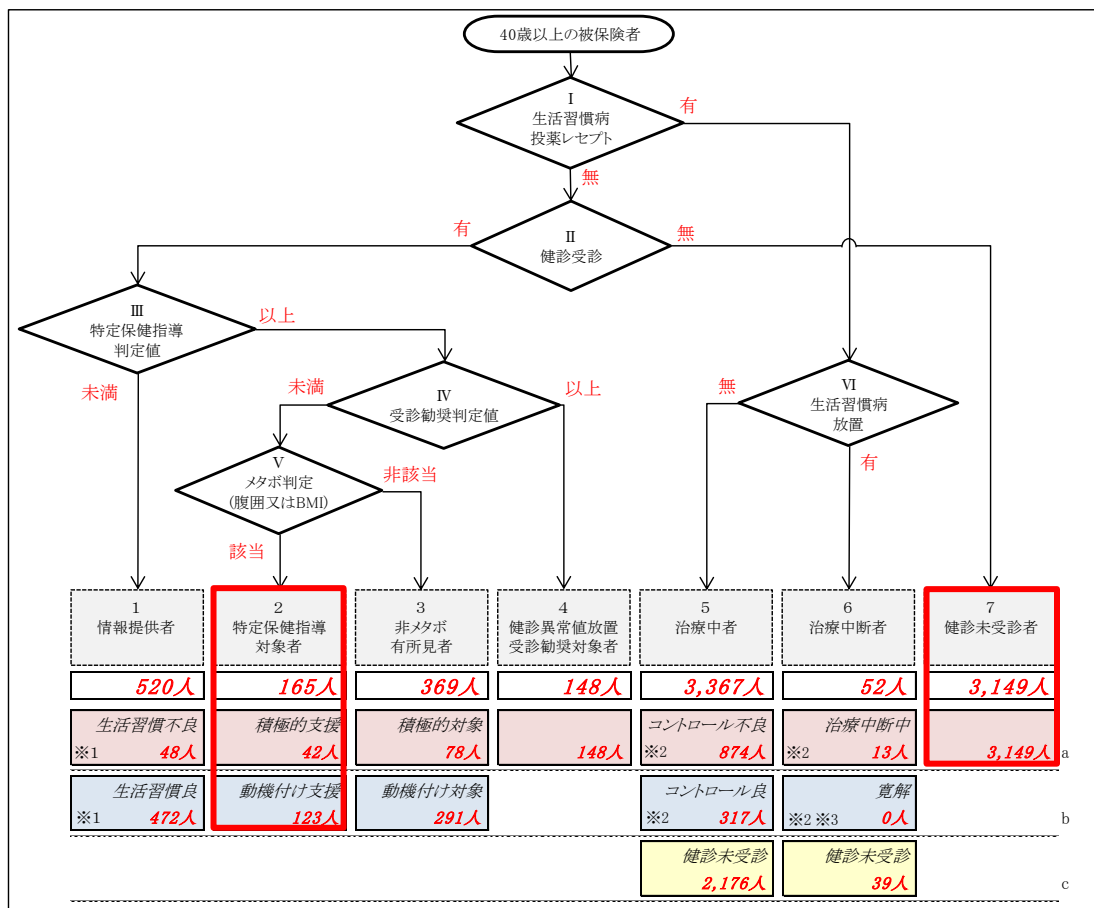 40歳以上の被保険者
Ⅰ
生活習慣病
投薬レセプト
有
無
Ⅱ
健診受診
有
無
Ⅲ
特定保健指導
判定値
以上
未満
Ⅳ
受診勧奨判定値
未満
以上
Ⅵ
生活習慣病
放置
無
有
Ⅴ
メタボ判定
(腹囲又はBMI)
非該当
該当
1
情報提供者
2
特定保健指導
対象者
3
非メタボ
有所見者
4
健診異常値放置
受診勧奨対象者
5
治療中者
6
治療中断者
7
健診未受診者
520人
165人
369人
148人
3,367人
52人
3,149人
生活習慣不良
※1 48人
積極的支援
42人
積極的対象
78人
148人
コントロール不良
※2 874人
治療中断中
※2 13人
3,149人
a
生活習慣良
※1 472人
動機付け支援
123人
動機付け対象
291人
コントロール良
※2 317人
寛解
※2 ※3 0人
b
健診未受診
2,176人
健診未受診
39人
c